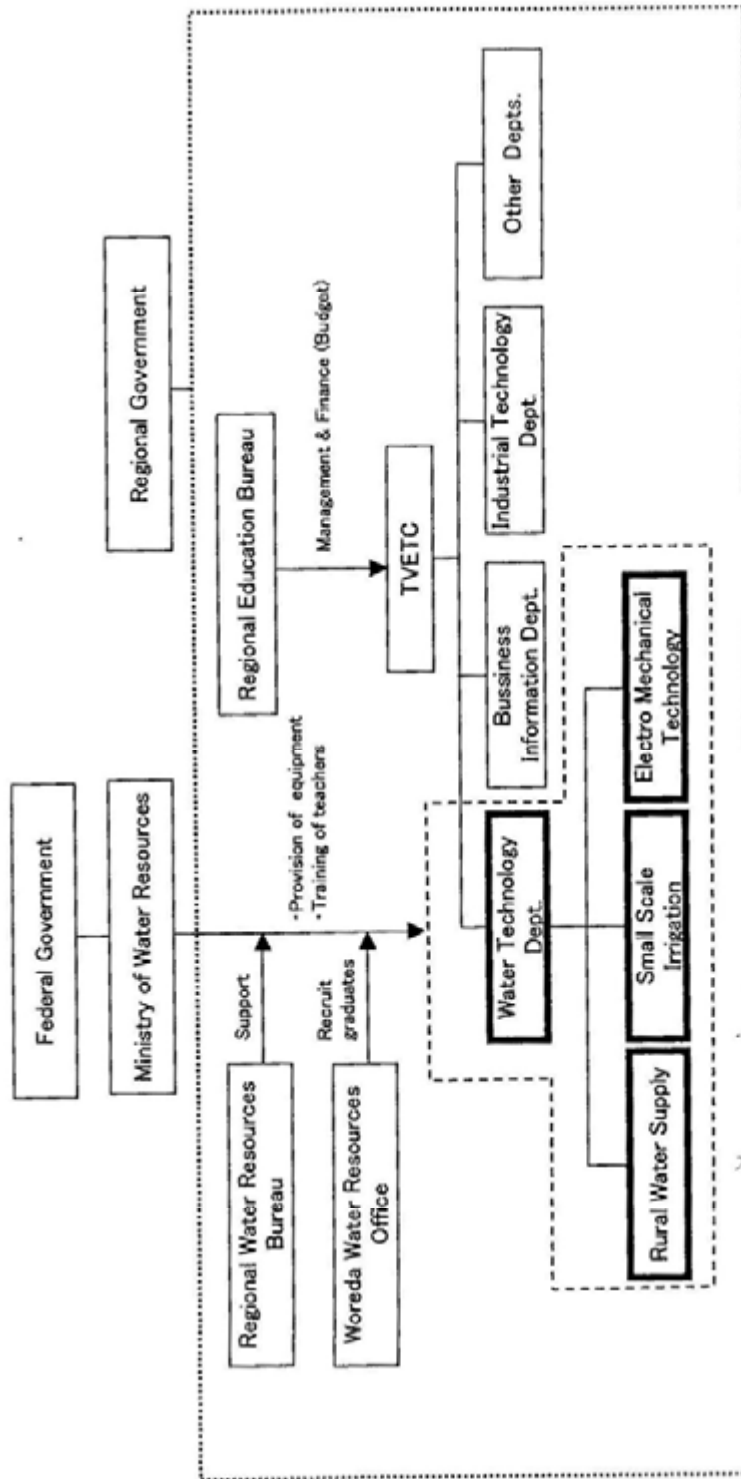 Federal Government
Ministry of Water Resources
Regional Government
Regional Water Resources
Bureau
Support
Woreda Water Resources
Office
Recruit
graduates
・Provision of equipment
・Training of teachers
Regional Education Bureau
Management & Finance (Budget)
TVETC
Water Technology
Dept.
Bussiness
Information Dept.
Industrial Technology
Dept.
Other Depts.
Rural Water Supply
Small Scale
Irrigation
Electro Mechanical
Technology